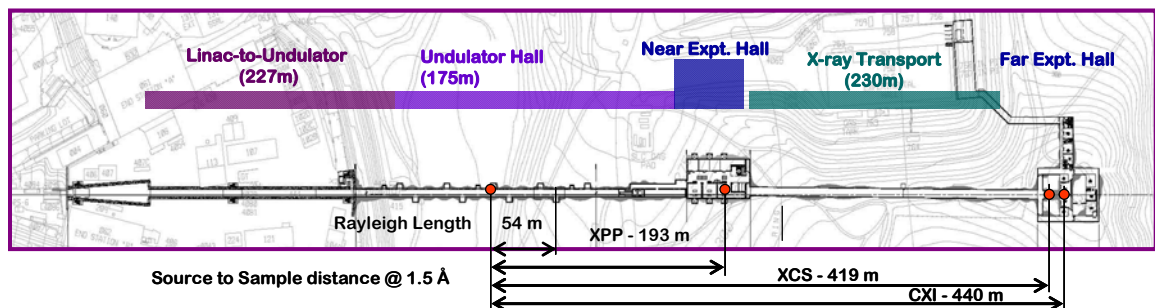 Linac-to-Undulator
(227m)
Undulator Hall
(175m)
Near Expt. Hall
X-ray Transport
(230m)
Far Expt. Hall
Rayleigh Length
54 m
XPP - 193 m
Source to Sample distance @ 1.5 Å
XCS - 419 m
CXI - 440 m